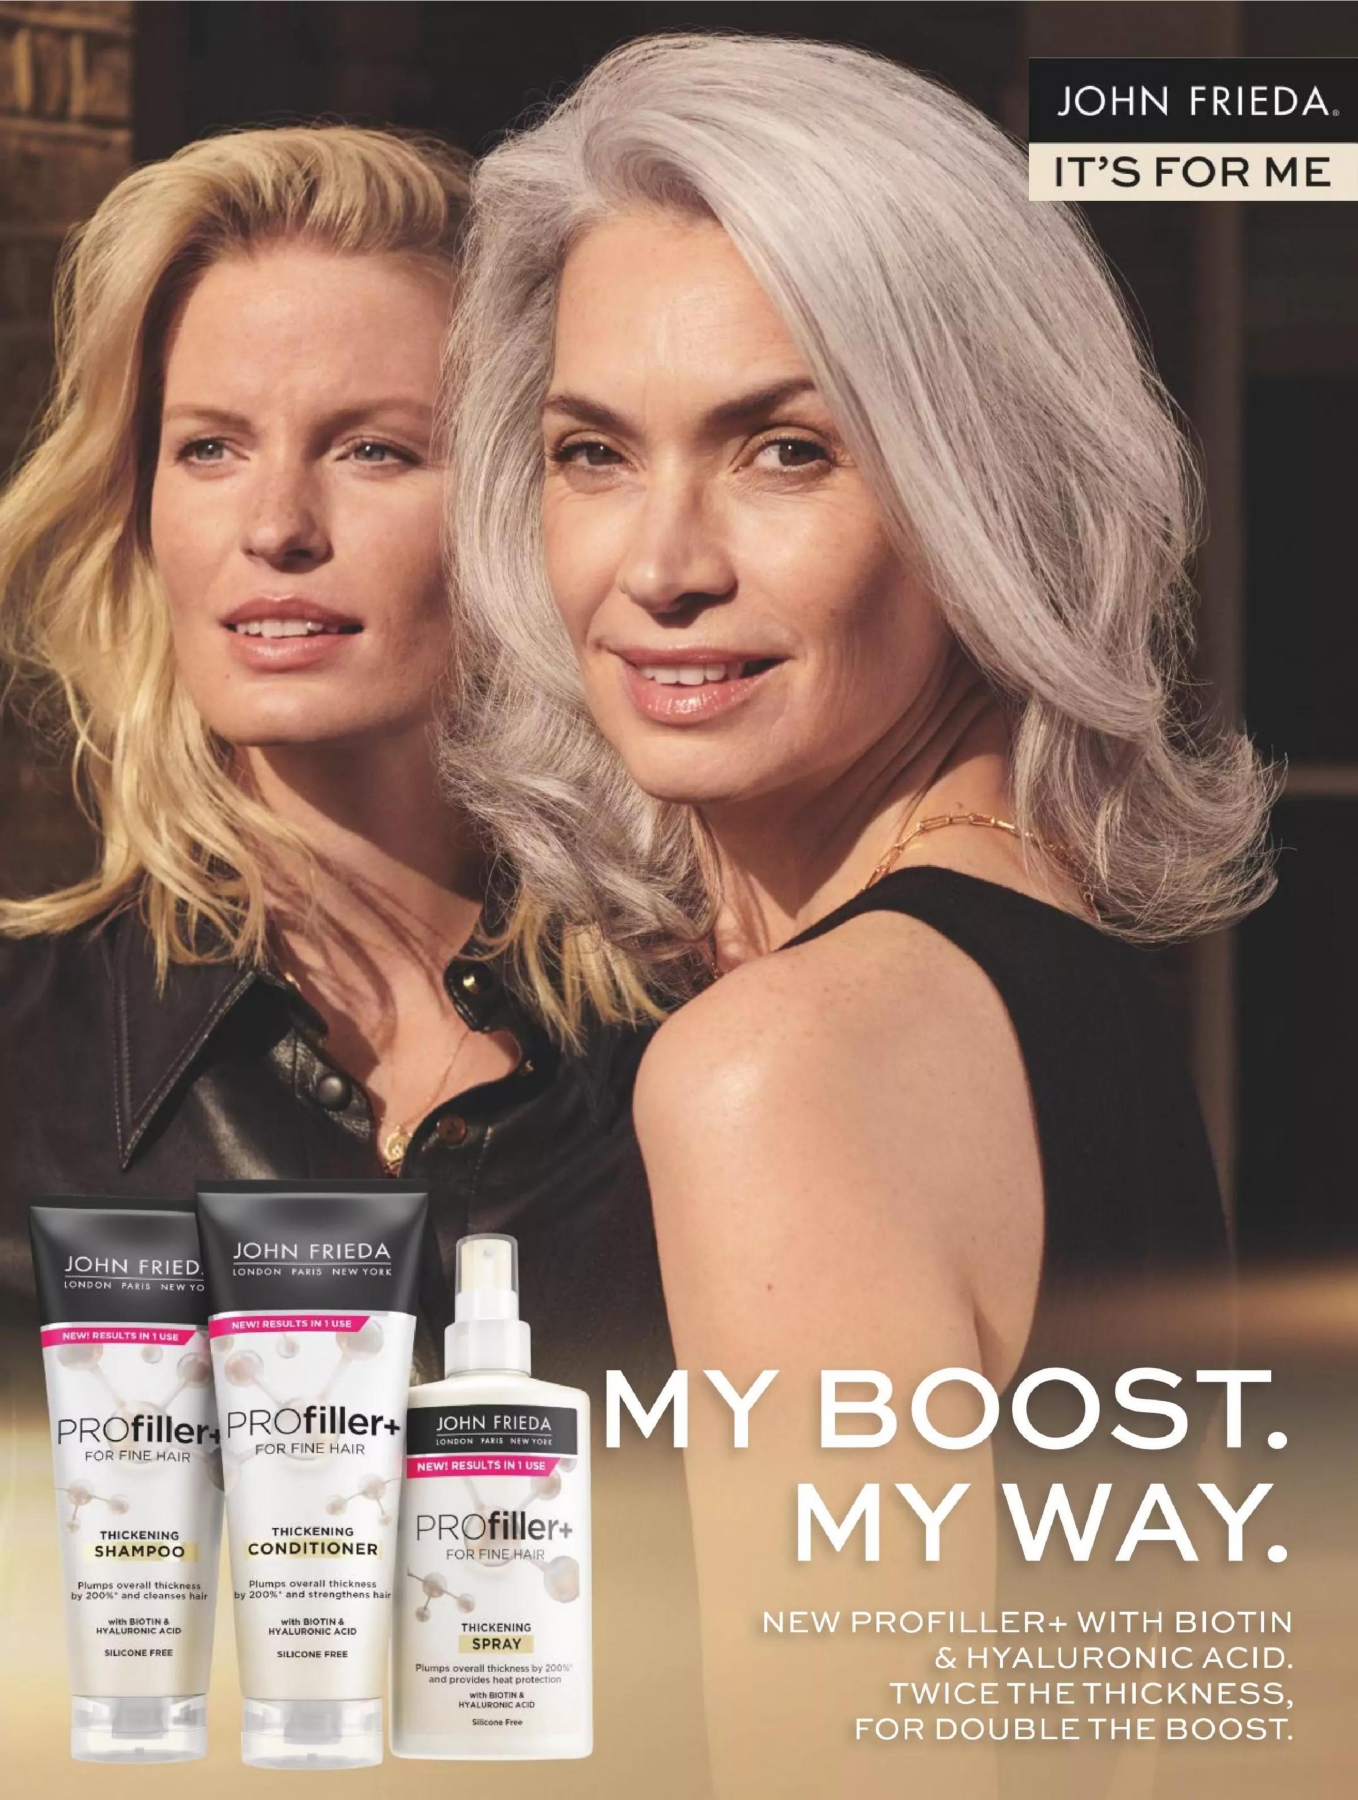 JOHN FRIEDA®
IT'S FOR ME
JOHN FRIED
LONDON PARIS NEW YO
NEW! RESULTS IN 1 USE
PROfiller+
FOR FINE HAIR
THICKENING
SHAMPOO
Plumps overall thickness
by 200%* and cleanses hair
with BIOTIN &
HYALURONIC ACID
SILICONE FREE
JOHN FRIEDA
LONDON PARIS NEW YORK
NEW! RESULTS IN 1 USE
PROfiller+
FOR FINE HAIR
THICKENING
CONDITIONER
Plumps overall thickness
by 200%* and strengthens hair
with BIOTIN &
HYALURONIC ACID
SILICONE FREE
JOHN FRIEDA
LONDON PARIS NEW YORK
NEW! RESULTS IN 1 USE
PROfiller+
FOR FINE HAIR
THICKENING
SPRAY
Plumps overall thickness by 200%*
and provides heat protection
with BIOTIN &
HYALURONIC ACID
Silicone Free
MY BOOST.
MY WAY.
NEW PROFILLER+ WITH BIOTIN
& HYALURONIC ACID.
TWICE THE THICKNESS,
FOR DOUBLE THE BOOST.